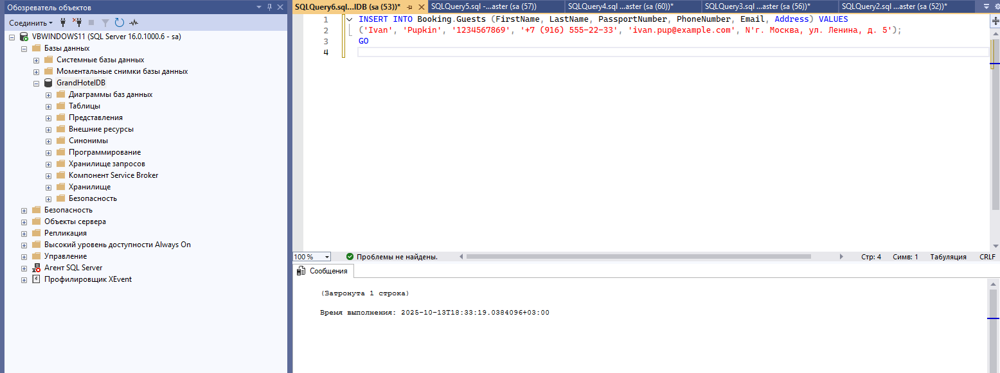 Обозреватель объектов
Соединить
VBWINDOWS11 (SQL Server 16.0.1000.6 - sa)
Базы данных
Системные базы данных
Моментальные снимки базы данных
GrandHotelDB
Диаграммы баз данных
Таблицы
Представления
Внешние ресурсы
Синонимы
Программирование
Хранилище запросов
Компонент Service Broker
Хранилище
Безопасность
Безопасность
Объекты сервера
Репликация
Высокий уровень доступности Always On
Управление
Агент SQL Server
Профилировщик XEvent
SQLQuery6.sql...lDB (sa (53))* SQLQuery5.sql -...aster (sa (57)) SQLQuery4.sql ...aster (sa (60))* SQLQuery3.sql ...aster (sa (56))* SQLQuery2.sql ...aster (sa (52))*
1 INSERT INTO Booking.Guests (FirstName, LastName, PassportNumber, PhoneNumber, Email, Address) VALUES
2 ('Ivan', 'Pupkin', '1234567869', '+7 (916) 555-22-33', 'ivan.pup@example.com', N'г. Москва, ул. Ленина, д. 5');
3 GO
4
100 % Проблемы не найдены. Стр: 4 Симв: 1 Табуляция CRLF
Сообщения
(Затронута 1 строка)
Время выполнения: 2025-10-13T18:33:19.0384096+03:00